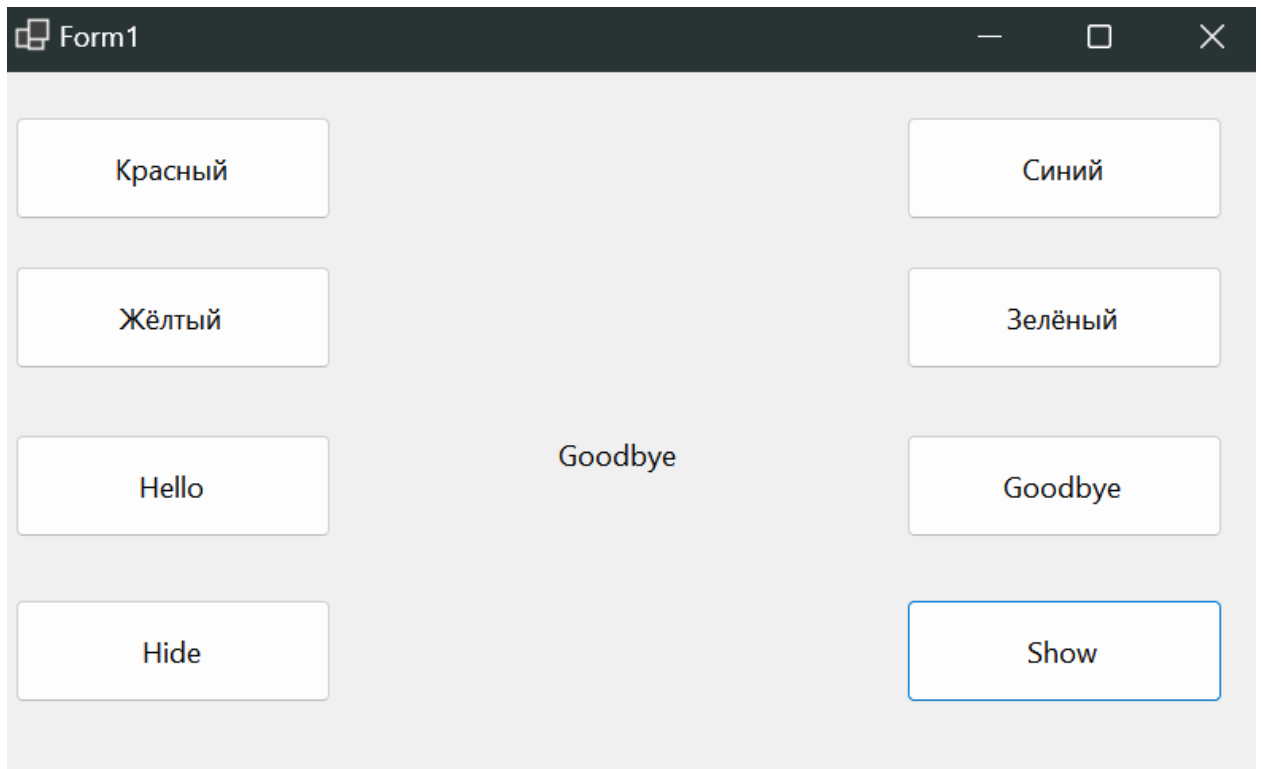 Form1
Красный
Синий
Жёлтый
Зелёный
Goodbye
Hello
Goodbye
Hide
Show